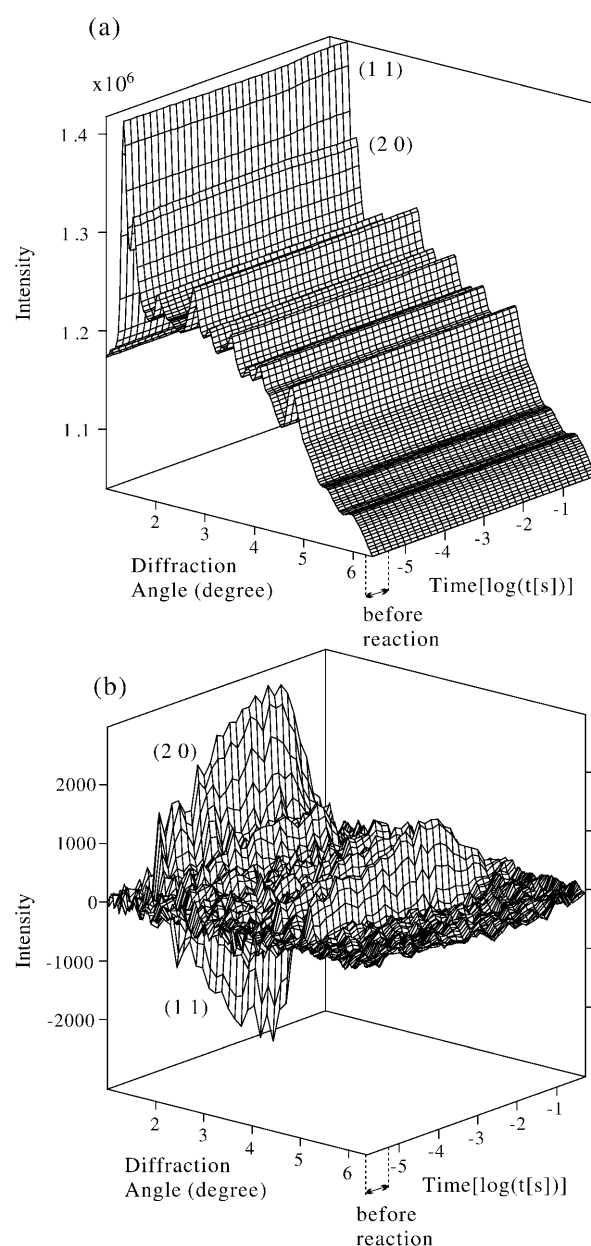 (a)
x10⁶
(1 1)
1.4
(2 0)
1.3
Intensity
1.2
1.1
2
3
4
5
6
-5
-4
-3
-2
-1
Diffraction
Angle (degree)
Time[log(t[s])]
before
reaction
(b)
(2 0)
2000
1000
0
Intensity
-1000
(1 1)
-2000
2
3
4
5
6
-5
-4
-3
-2
-1
Diffraction
Angle (degree)
Time[log(t[s])]
before
reaction